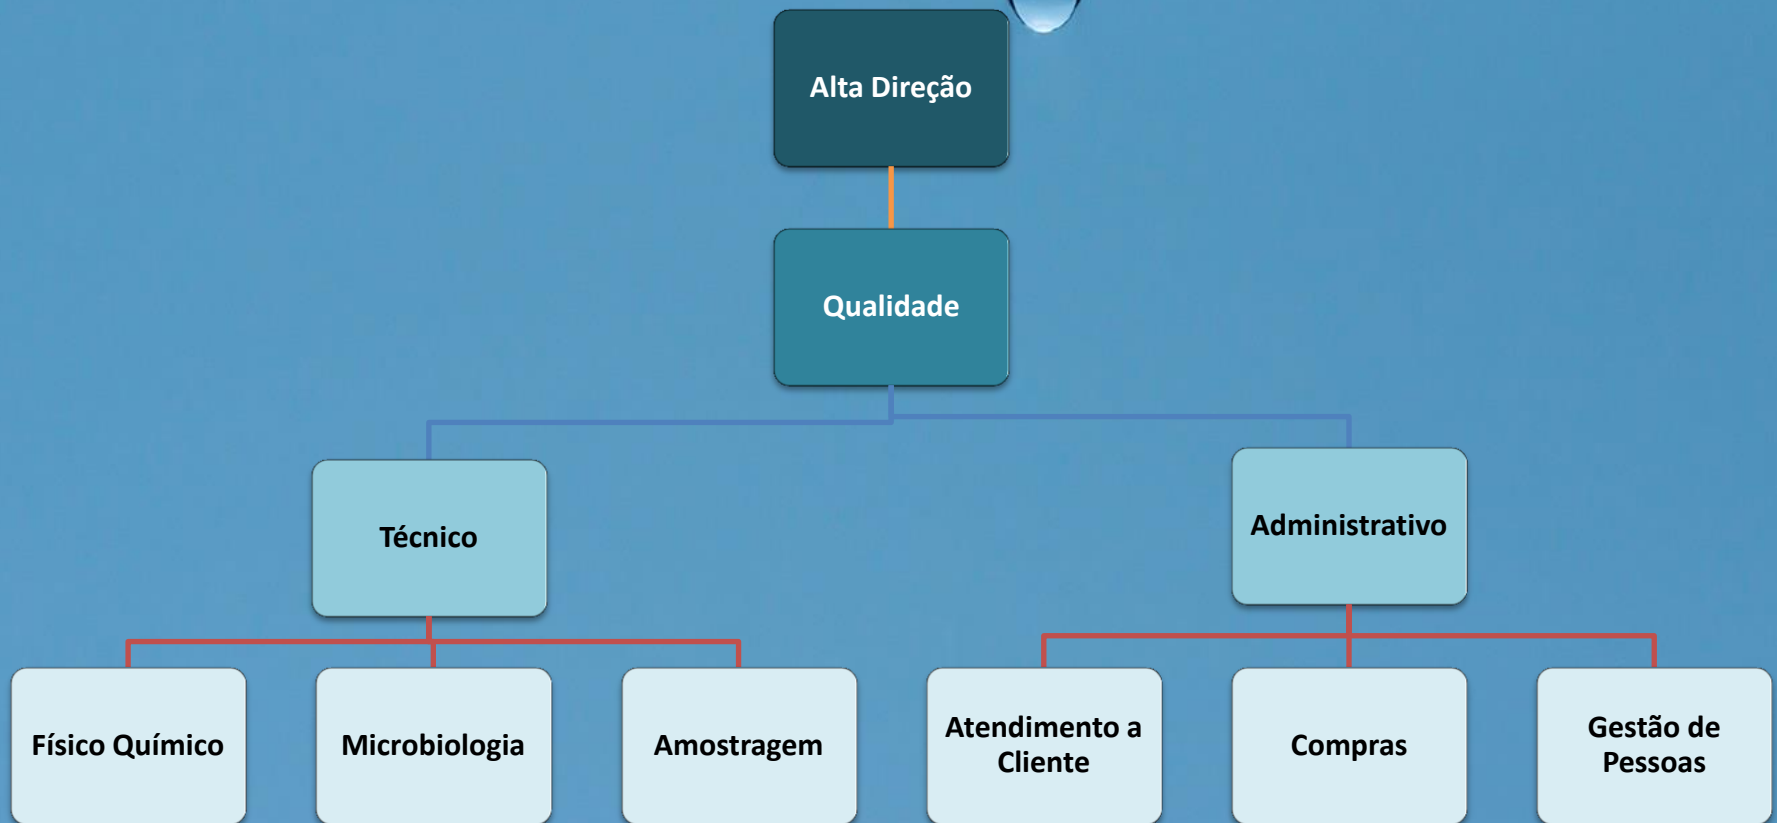 Alta Direção
Qualidade
Técnico
Administrativo
Físico Químico
Microbiologia
Amostragem
Atendimento a
Cliente
Compras
Gestão de
Pessoas